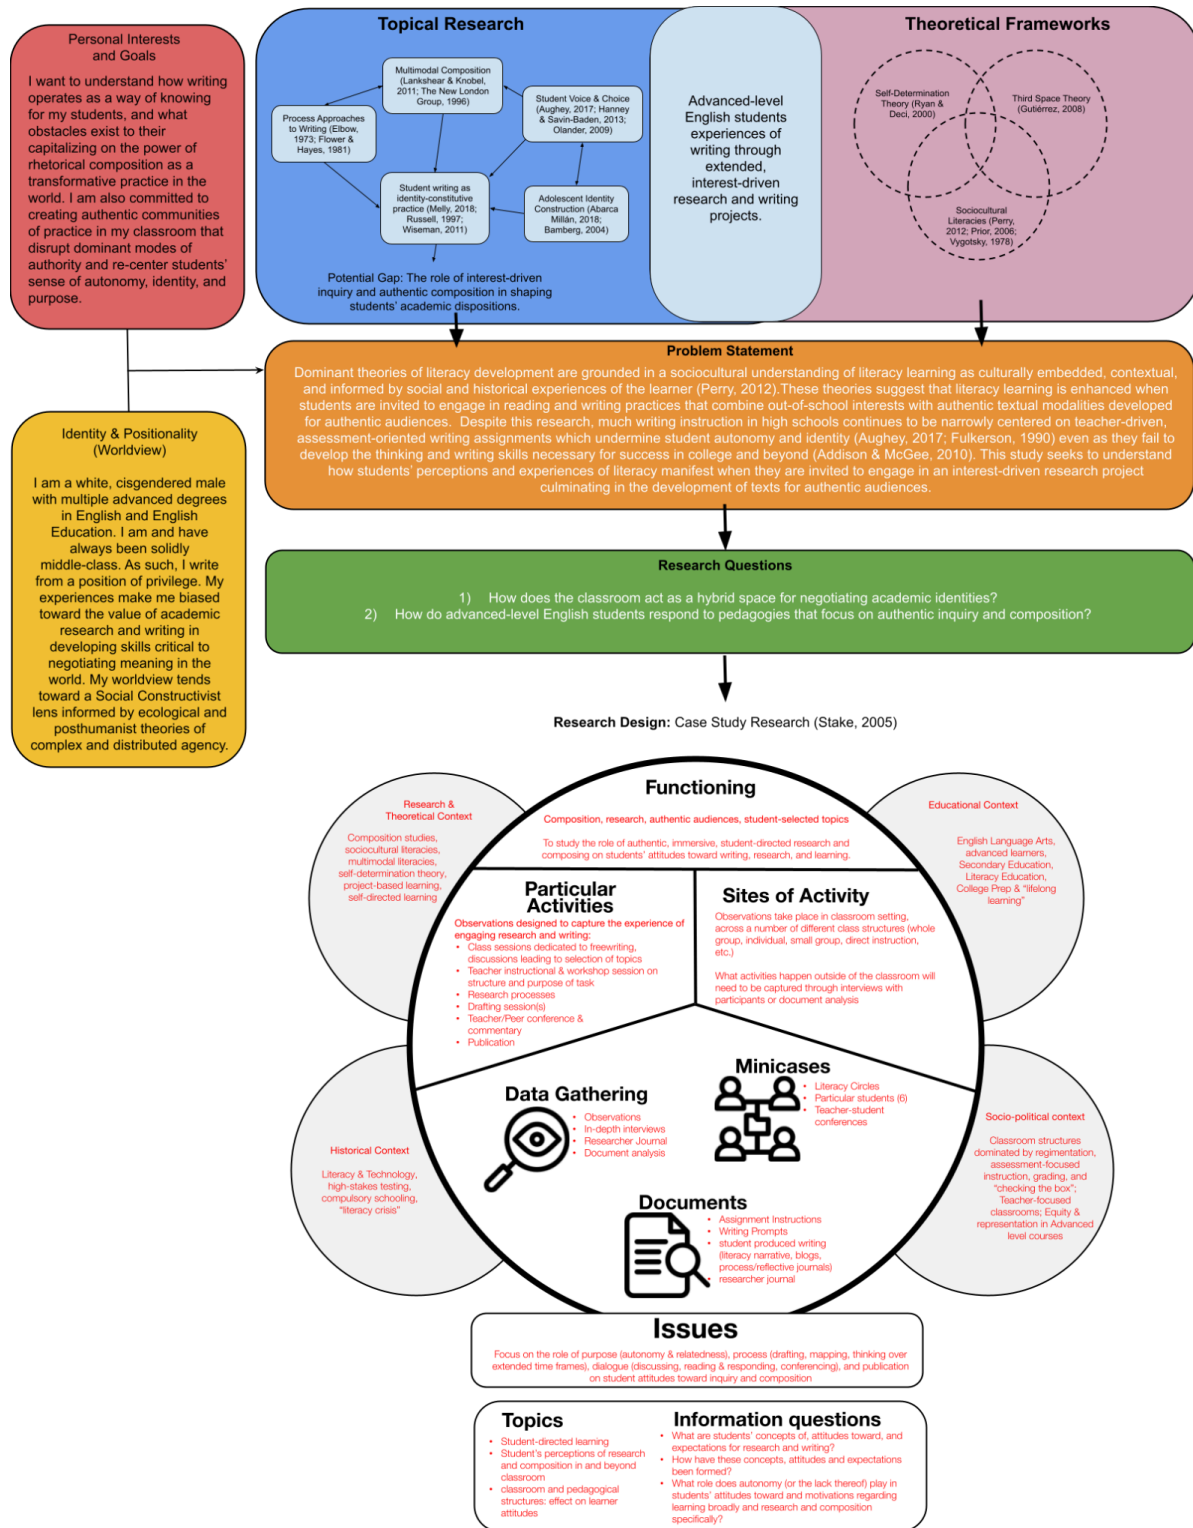 Personal Interests
and Goals
I want to understand how writing
operates as a way of knowing
for my students, and what
obstacles exist to their
capitalizing on the power of
rhetorical composition as a
transformative practice in the
world. I am also committed to
creating authentic communities
of practice in my classroom that
disrupt dominant modes of
authority and re-center students'
sense of autonomy, identity, and
purpose.
Identity & Positionality
(Worldview)
I am a white, cisgendered male
with multiple advanced degrees
in English and English
Education. I am and have
always been solidly
middle-class. As such, I write
from a position of privilege. My
experiences make me biased
toward the value of academic
research and writing in
developing skills critical to
negotiating meaning in the
world. My worldview tends
toward a Social Constructivist
lens informed by ecological and
posthumanist theories of
complex and distributed agency.
Topical Research
Multimodal Composition
(Lankshear & Knobel,
2011; The New London
Group, 1996)
Process Approaches
to Writing (Elbow,
1973; Flower &
Hayes, 1981)
Student Voice & Choice
(Aughey, 2017; Hanney
& Savin-Baden, 2013;
Olander, 2009)
Student writing as
identity-constitutive
practice (Melly, 2018;
Russell, 1997;
Wiseman, 2011)
Adolescent Identity
Construction (Abarca
Millán, 2018;
Bamberg, 2004)
Potential Gap: The role of interest-driven
inquiry and authentic composition in shaping
students' academic dispositions.
Advanced-level
English students
experiences of
writing through
extended,
interest-driven
research and writing
projects.
Theoretical Frameworks
Self-Determination
Theory (Ryan &
Deci, 2000)
Third Space Theory
(Gutiérrez, 2008)
Sociocultural
Literacies (Perry,
2012; Prior, 2006;
Vygotsky, 1978)
Problem Statement
Dominant theories of literacy development are grounded in a sociocultural understanding of literacy learning as culturally embedded, contextual,
and informed by social and historical experiences of the learner (Perry, 2012).These theories suggest that literacy learning is enhanced when
students are invited to engage in reading and writing practices that combine out-of-school interests with authentic textual modalities developed
for authentic audiences. Despite this research, much writing instruction in high schools continues to be narrowly centered on teacher-driven,
assessment-oriented writing assignments which undermine student autonomy and identity (Aughey, 2017; Fulkerson, 1990) even as they fail to
develop the thinking and writing skills necessary for success in college and beyond (Addison & McGee, 2010). This study seeks to understand
how students' perceptions and experiences of literacy manifest when they are invited to engage in an interest-driven research project
culminating in the development of texts for authentic audiences.
Research Questions
1) How does the classroom act as a hybrid space for negotiating academic identities?
2) How do advanced-level English students respond to pedagogies that focus on authentic inquiry and composition?
Research Design: Case Study Research (Stake, 2005)
Research &
Theoretical Context
Composition studies,
sociocultural literacies,
multimodal literacies,
self-determination theory,
project-based learning,
self-directed learning
Educational Context
English Language Arts,
advanced learners,
Secondary Education,
Literacy Education,
College Prep & "lifelong
learning"
Functioning
Composition, research, authentic audiences, student-selected topics
To study the role of authentic, immersive, student-directed research and
composing on students' attitudes toward writing, research, and learning.
Particular
Activities
Observations designed to capture the experience of
engaging research and writing:
• Class sessions dedicated to freewriting,
discussions leading to selection of topics
• Teacher instructional & workshop session on
structure and purpose of task
• Research processes
• Drafting session(s)
• Teacher/Peer conference &
commentary
• Publication
Sites of Activity
Observations take place in classroom setting,
across a number of different class structures (whole
group, individual, small group, direct instruction,
etc.)
What activities happen outside of the classroom will
need to be captured through interviews with
participants or document analysis
Data Gathering
• Observations
• In-depth interviews
• Researcher Journal
• Document analysis
Minicases
• Literacy Circles
• Particular students (6)
• Teacher-student
conferences
Historical Context
Literacy & Technology,
high-stakes testing,
compulsory schooling,
"literacy crisis"
Socio-political context
Classroom structures
dominated by regimentation,
assessment-focused
instruction, grading, and
"checking the box";
Teacher-focused
classrooms; Equity &
representation in Advanced
level courses
Documents
• Assignment Instructions
• Writing Prompts
• student produced writing
(literacy narrative, blogs,
process/reflective journals)
• researcher journal
Issues
Focus on the role of purpose (autonomy & relatedness), process (drafting, mapping, thinking over
extended time frames), dialogue (discussing, reading & responding, conferencing), and publication
on student attitudes toward inquiry and composition
Topics
• Student-directed learning
• Student's perceptions of research
and composition in and beyond
classroom
• classroom and pedagogical
structures: effect on learner
attitudes
Information questions
• What are students' concepts of, attitudes toward, and
expectations for research and writing?
• How have these concepts, attitudes and expectations
been formed?
• What role does autonomy (or the lack thereof) play in
students' attitudes toward and motivations regarding
learning broadly and research and composition
specifically?